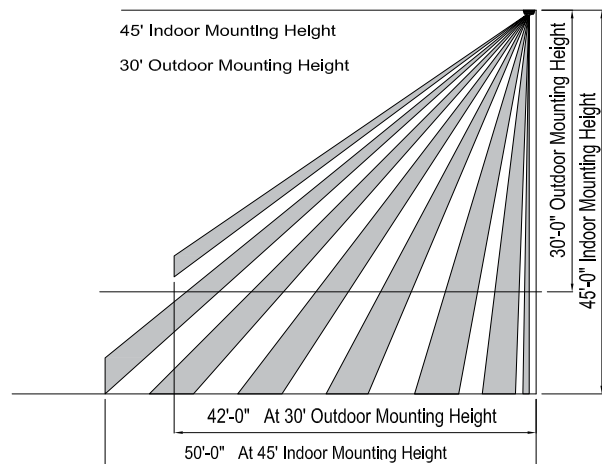 45' Indoor Mounting Height
30' Outdoor Mounting Height
30'-0" Outdoor Mounting Height
45'-0" Indoor Mounting Height
42'-0" At 30' Outdoor Mounting Height
50'-0" At 45' Indoor Mounting Height